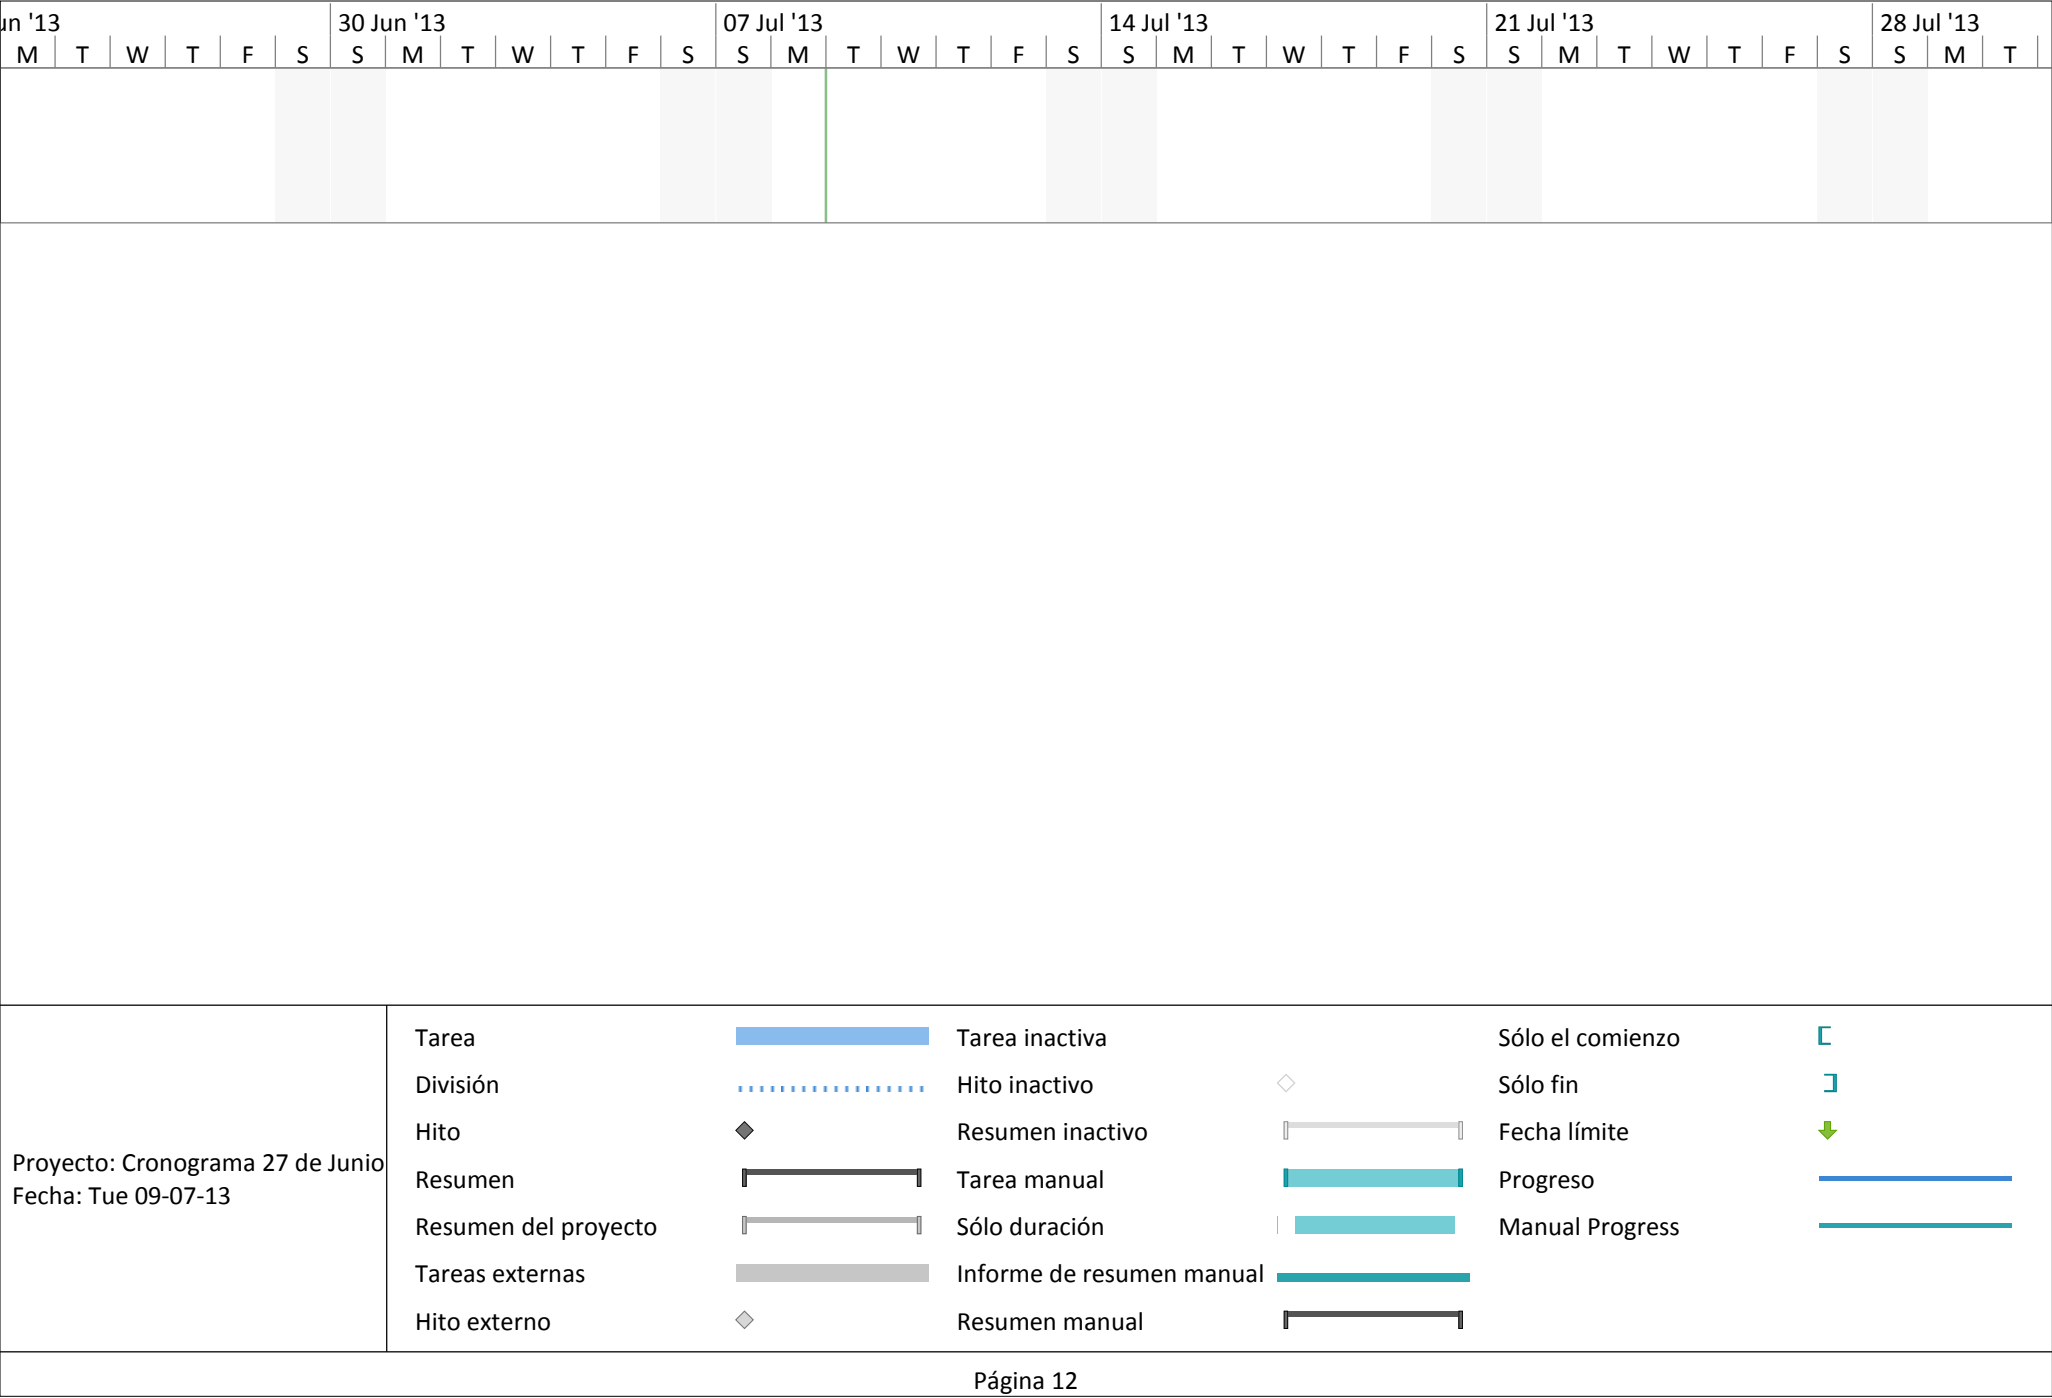 un '13 30 Jun '13 07 Jul '13 14 Jul '13 21 Jul '13 28 Jul '13
M T W T F S S M T W T F S S M T W T F S S M T W T F S S M T W T F S S M T
Tarea Tarea inactiva Sólo el comienzo
División Hito inactivo Sólo fin
Hito Resumen inactivo Fecha límite
Proyecto: Cronograma 27 de Junio
Fecha: Tue 09-07-13
Resumen Tarea manual Progreso
Resumen del proyecto Sólo duración Manual Progress
Tareas externas Informe de resumen manual
Hito externo Resumen manual
Página 12